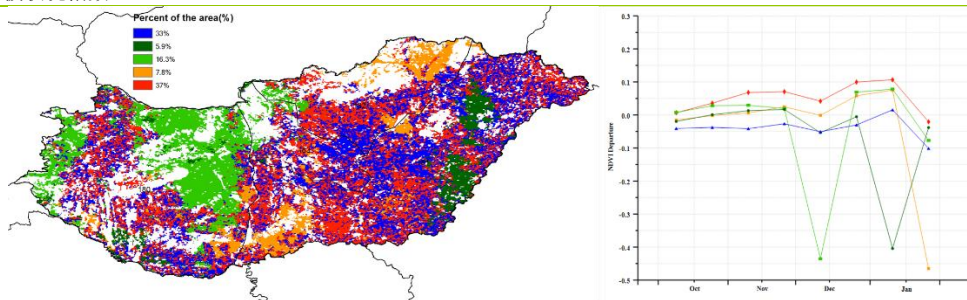 Percent of the area(%)
33%
5.9%
16.3%
7.8%
37%
180
0.3
0.2
0.1
0.0
-0.1
-0.2
-0.3
-0.4
-0.5
NDVI Departure
Oct
Nov
Dec
Jan